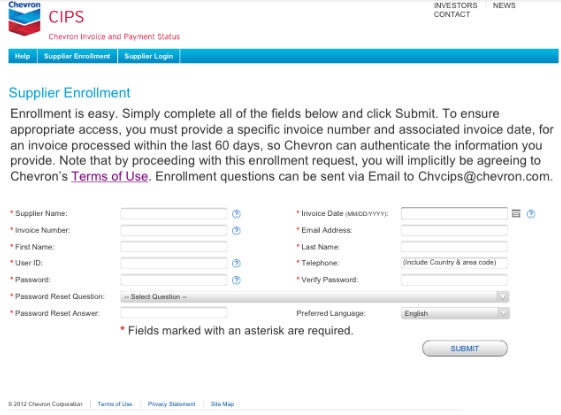 Chevron
CIPS
Chevron Invoice and Payment Status
INVESTORS NEWS
CONTACT
Help Supplier Enrollment Supplier Login
Supplier Enrollment
Enrollment is easy. Simply complete all of the fields below and click Submit. To ensure
appropriate access, you must provide a specific invoice number and associated invoice date, for
an invoice processed within the last 60 days, so Chevron can authenticate the information you
provide. Note that by proceeding with this enrollment request, you will implicitly be agreeing to
Chevron's Terms of Use. Enrollment questions can be sent via Email to Chvcips@chevron.com.
* Supplier Name: ? * Invoice Date (MM/DD/YYYY): ?
* Invoice Number: ? * Email Address:
* First Name: * Last Name:
* User ID: ? * Telephone: (Include Country & area code)
* Password: ? * Verify Password:
* Password Reset Question: -- Select Question --
* Password Reset Answer: Preferred Language: English
* Fields marked with an asterisk are required.
SUBMIT
© 2012 Chevron Corporation Terms of Use Privacy Statement Site Map